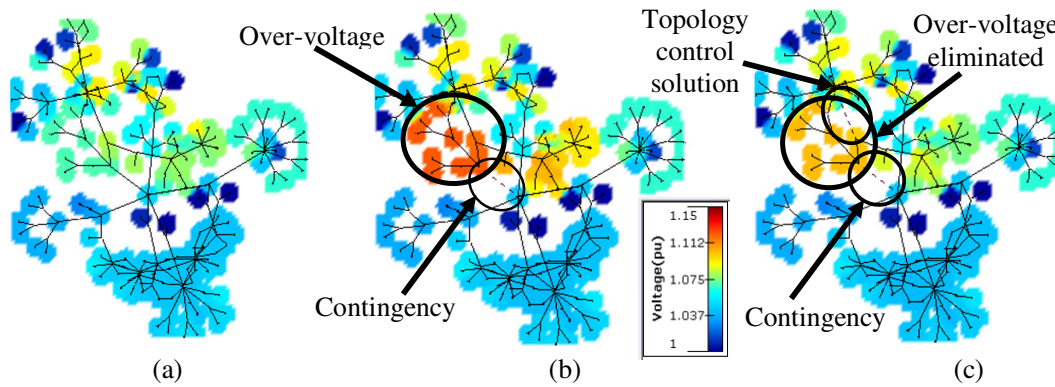 Over-voltage
Contingency
Topology
control
solution
Over-voltage
eliminated
Contingency
Voltage(pu)
1.15
1.1112
1.075
1.037
1
(a)
(b)
(c)